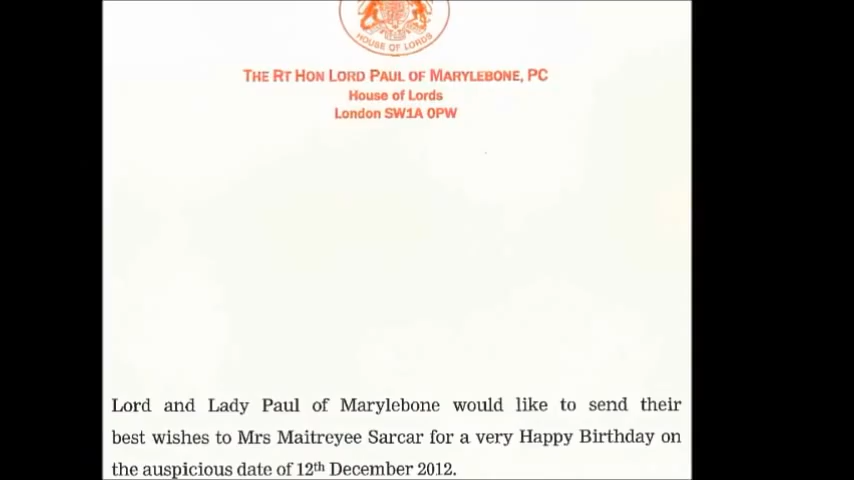 HOUSE OF LORDS
THE RT HON LORD PAUL OF MARYLEBONE, PC
House of Lords
London SW1A 0PW
Lord and Lady Paul of Marylebone would like to send their
best wishes to Mrs Maitreyee Sarcar for a very Happy Birthday on
the auspicious date of 12th December 2012.